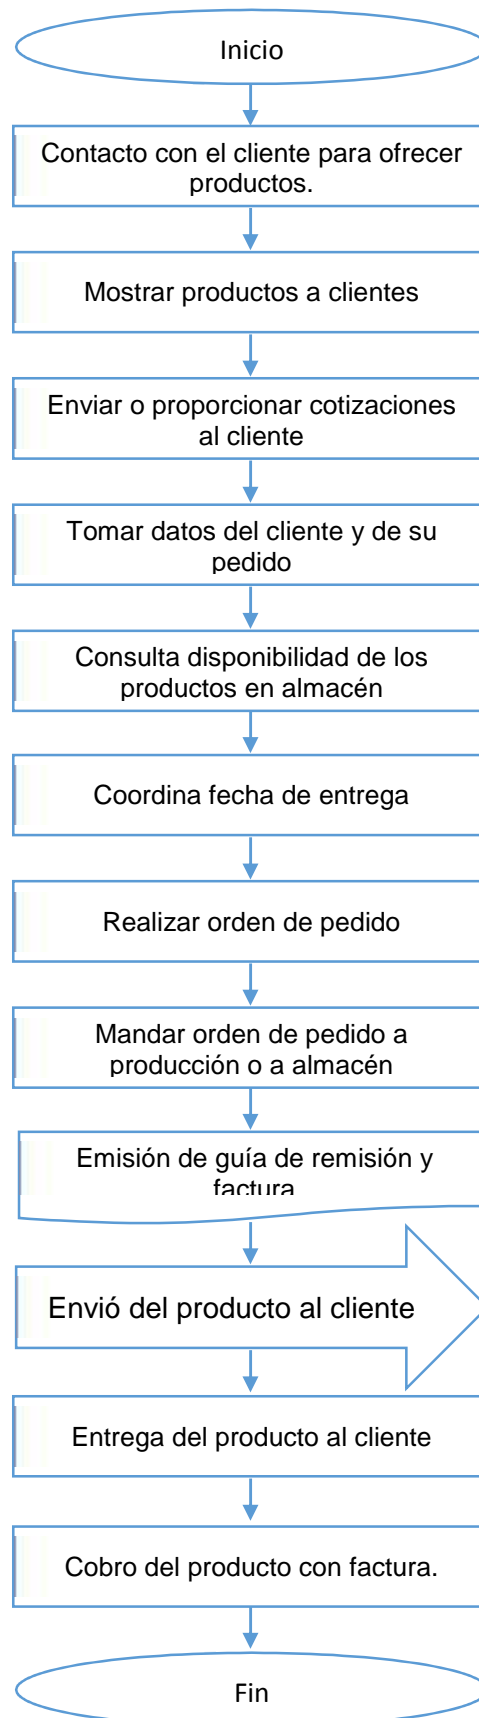 Inicio
Contacto con el cliente para ofrecer
productos.
Mostrar productos a clientes
Enviar o proporcionar cotizaciones
al cliente
Tomar datos del cliente y de su
pedido
Consulta disponibilidad de los
productos en almacén
Coordina fecha de entrega
Realizar orden de pedido
Mandar orden de pedido a
producción o a almacén
Emisión de guía de remisión y
factura
Envió del producto al cliente
Entrega del producto al cliente
Cobro del producto con factura.
Fin